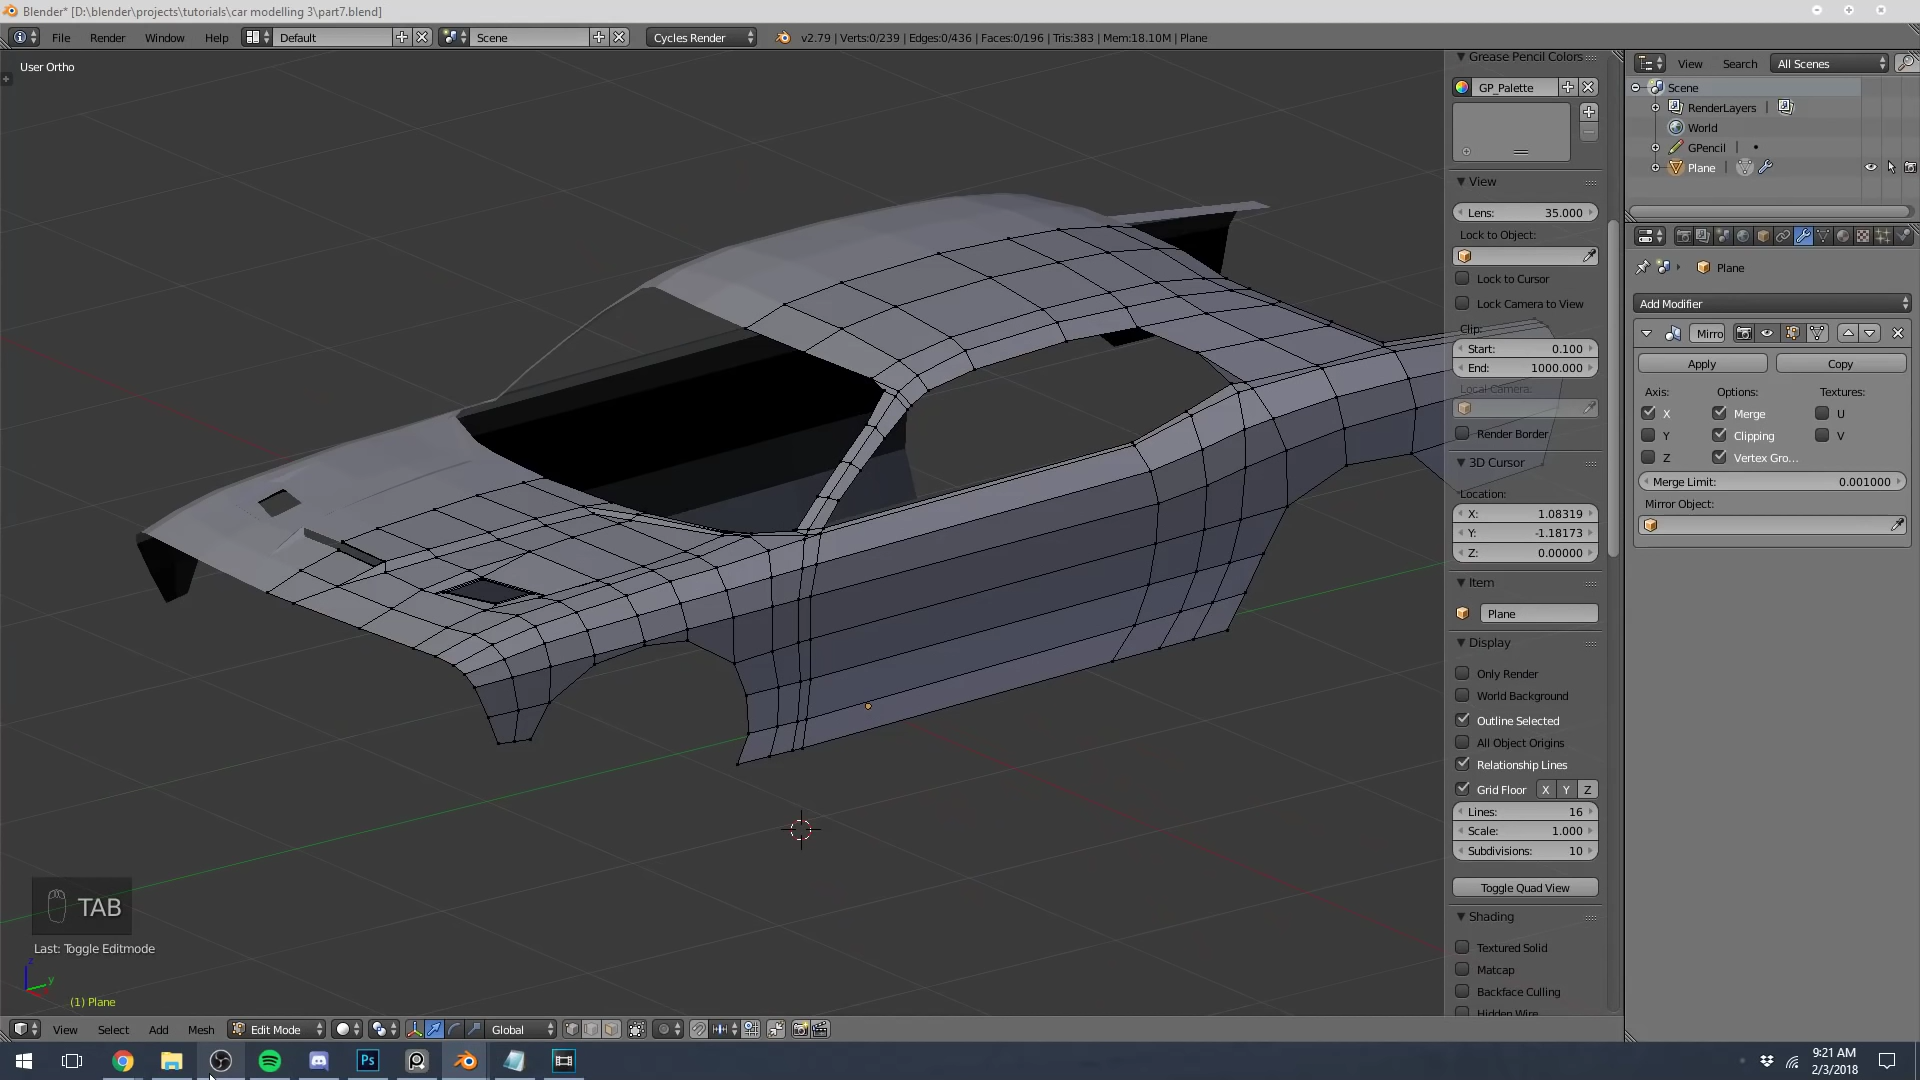 Blender* [D:\blender\projects\tutorials\car modelling 3\part7.blend]
File Render Window Help Default Scene Cycles Render v2.79 | Verts:0/239 | Edges:0/436 | Faces:0/196 | Tris:383 | Mem:18.10M | Plane
User Ortho
Grease Pencil Colors
GP_Palette
View
Lens: 35.000
Lock to Object:
Lock to Cursor
Lock Camera to View
Clip:
Start: 0.100
End: 1000.000
Local Camera:
Render Border
3D Cursor
Location:
X: 1.08319
Y: -1.18173
Z: 0.00000
Item
Plane
Display
Only Render
World Background
Outline Selected
All Object Origins
Relationship Lines
Grid Floor X Y Z
Lines: 16
Scale: 1.000
Subdivisions: 10
Toggle Quad View
Shading
Textured Solid
Matcap
Backface Culling
Hidden Wire
View Search All Scenes
Scene
RenderLayers
World
GPencil
Plane
Plane
Add Modifier
Mirro
Apply Copy
Axis: Options: Textures:
X Merge U
Y Clipping V
Z Vertex Gro...
Merge Limit: 0.001000
Mirror Object:
TAB
Last: Toggle Editmode
z
y
(1) Plane
View Select Add Mesh Edit Mode Global
Ps
9:21 AM
2/3/2018